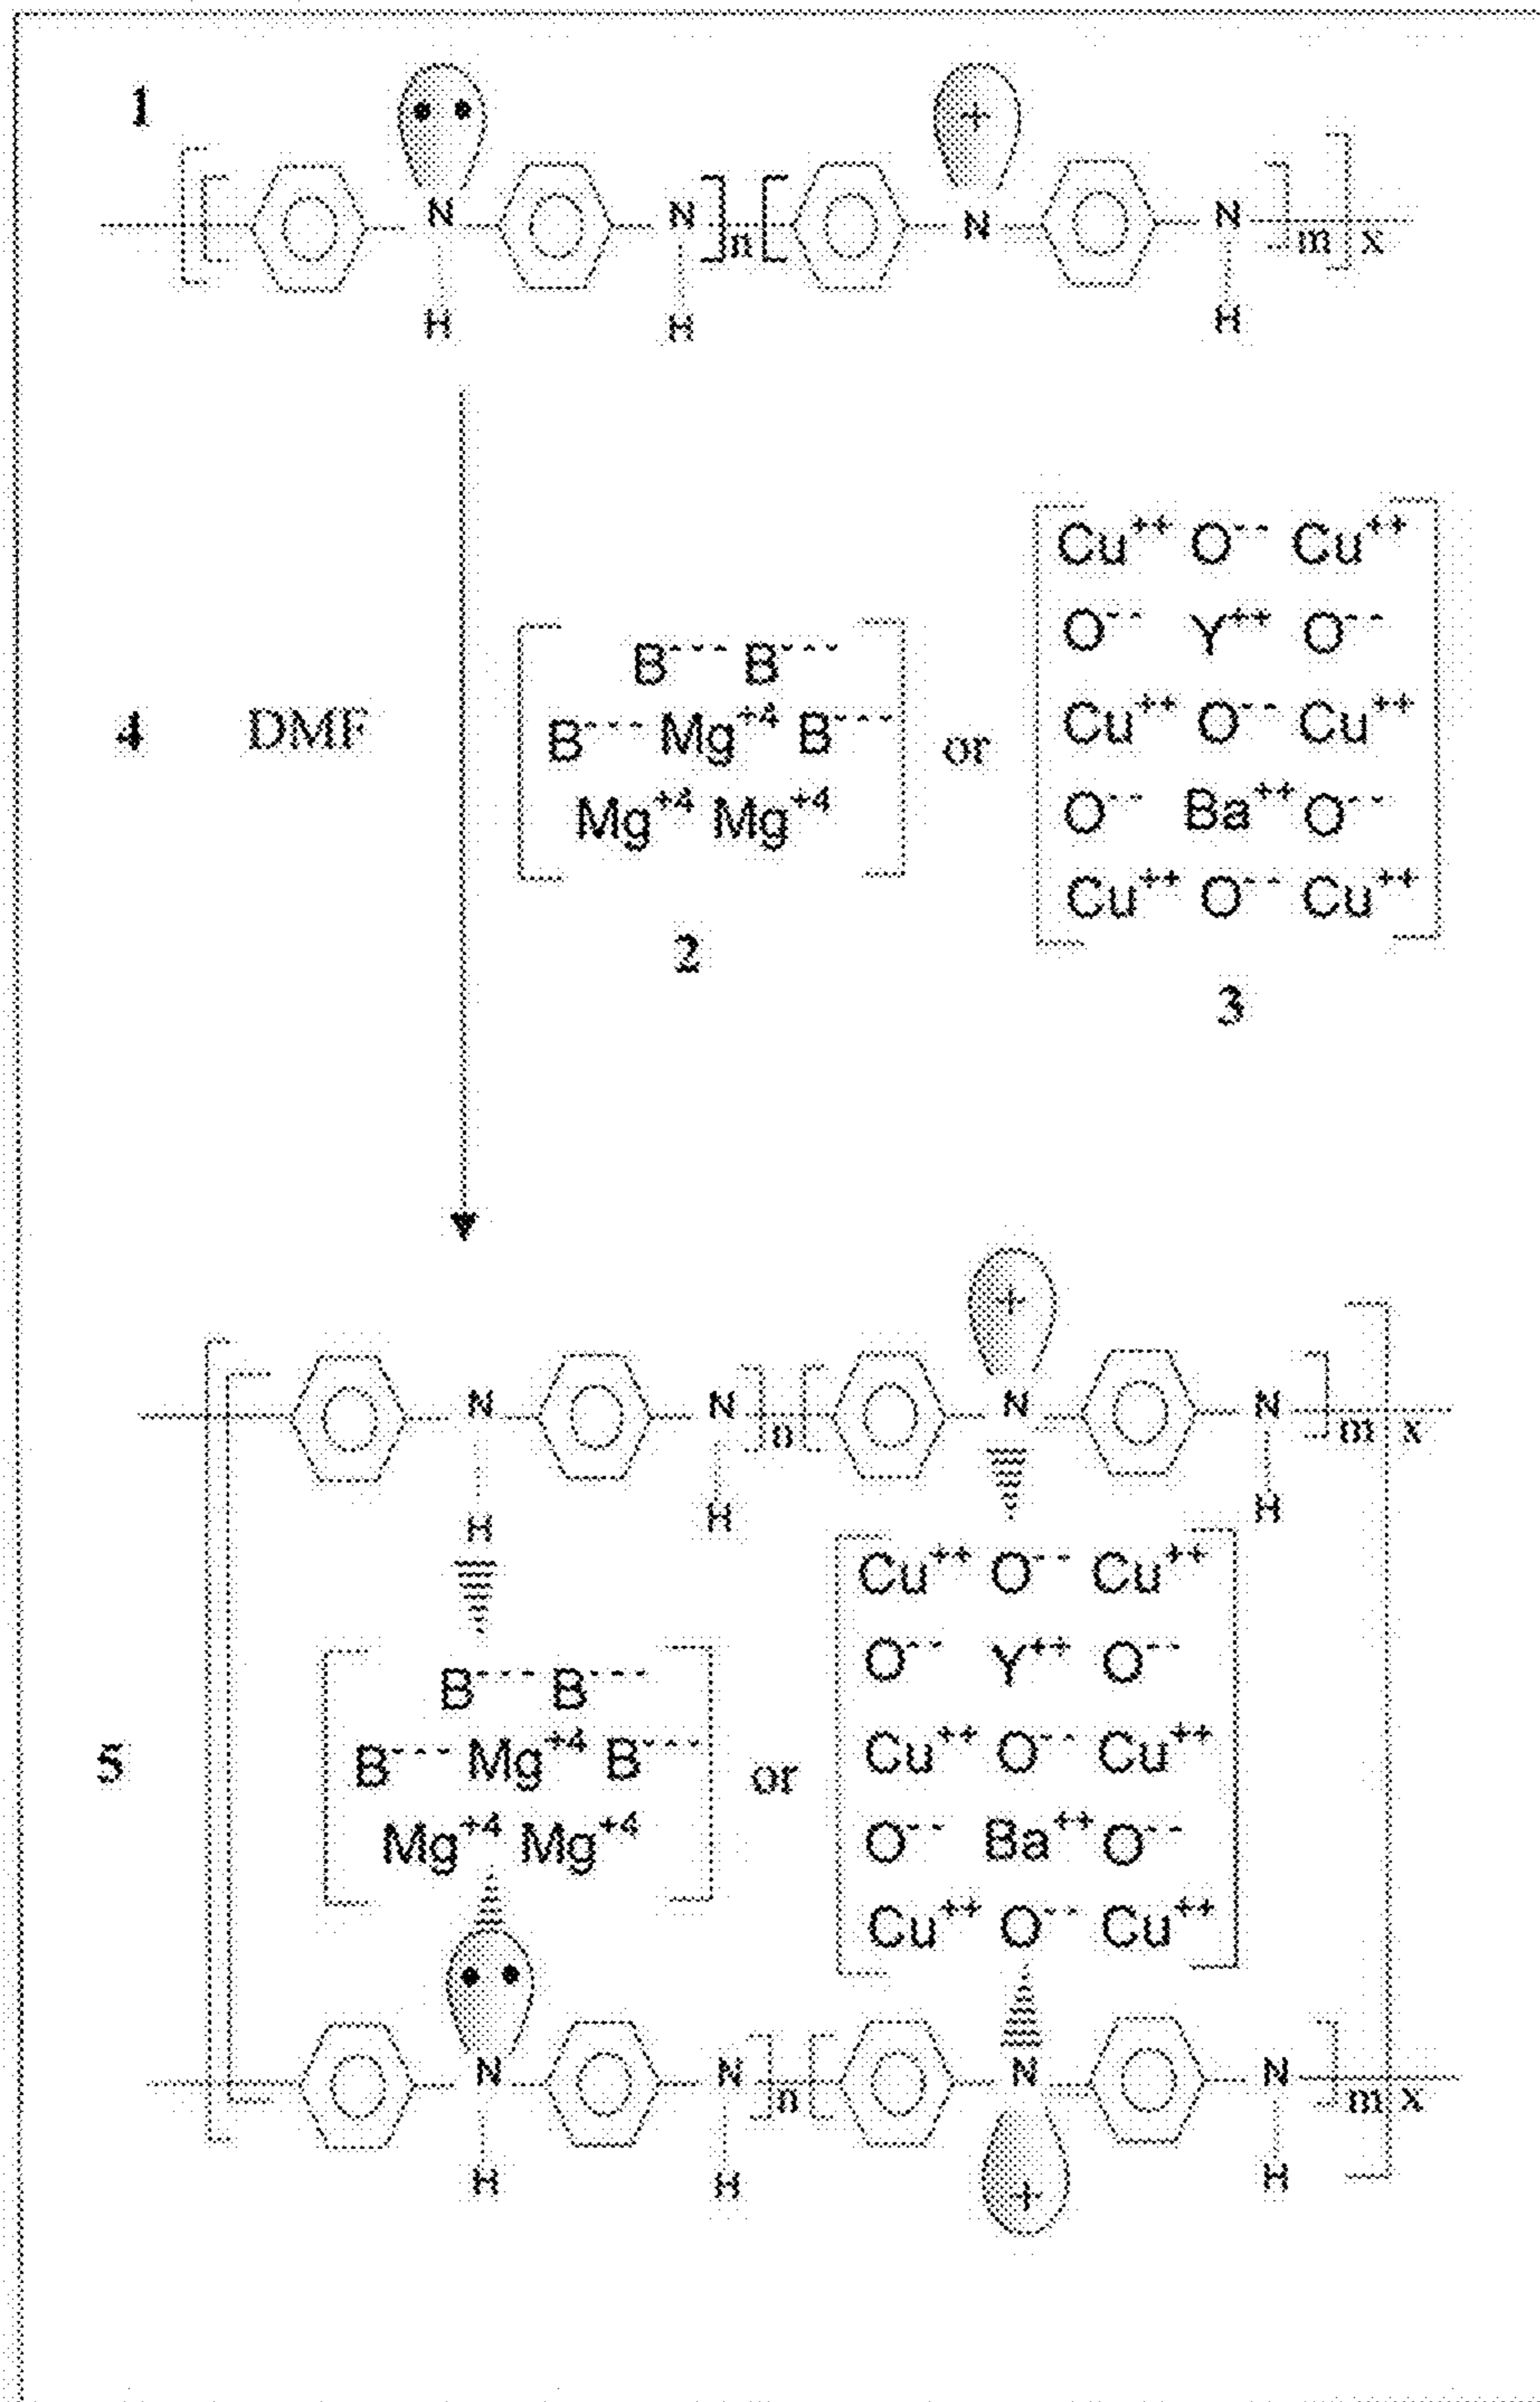 1
N N n N N m x
H H H
Cu++ O-- Cu++
O-- Y++ O--
B--- B---
4 DMF B--- Mg+4 B--- or Cu++ O-- Cu++
Mg+4 Mg+4 O-- Ba++ O--
Cu++ O-- Cu++
2
3
N N n N N m x
H H H
Cu++ O-- Cu++
O-- Y++ O--
B--- B---
5 B--- Mg+4 B--- or Cu++ O-- Cu++
Mg+4 Mg+4 O-- Ba++ O--
Cu++ O-- Cu++
N N n N N m x
H H H